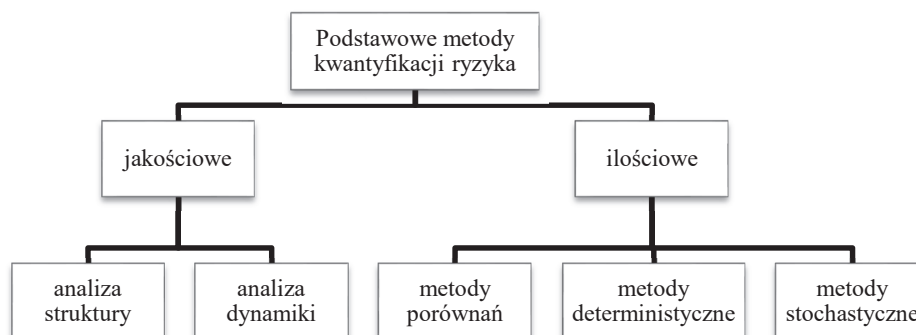 Podstawowe metody
kwantyfikacji ryzyka
jakościowe
ilościowe
analiza
struktury
analiza
dynamiki
metody
porównań
metody
deterministyczne
metody
stochastyczne